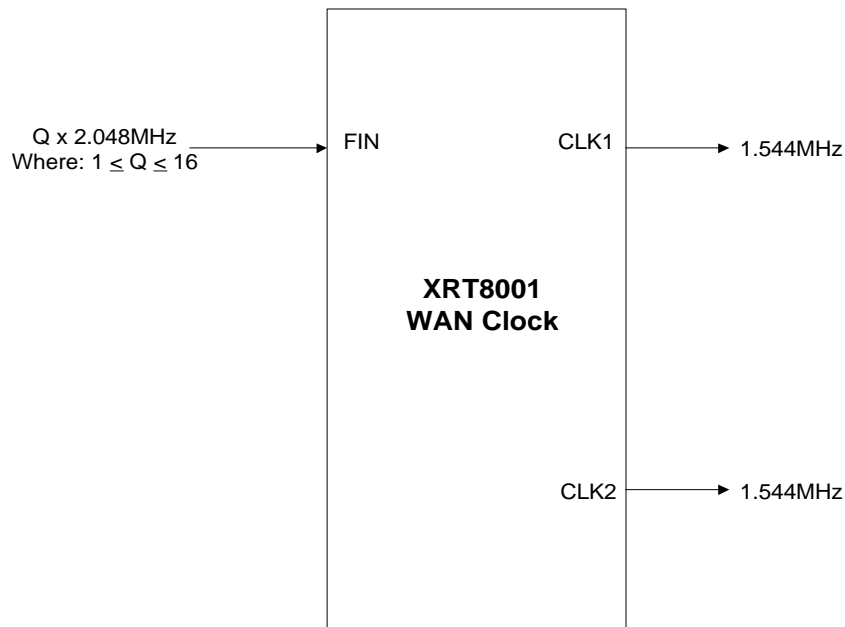 Q x 2.048MHz
Where: 1 ≤ Q ≤ 16
FIN
CLK1
1.544MHz
XRT8001
WAN Clock
CLK2
1.544MHz